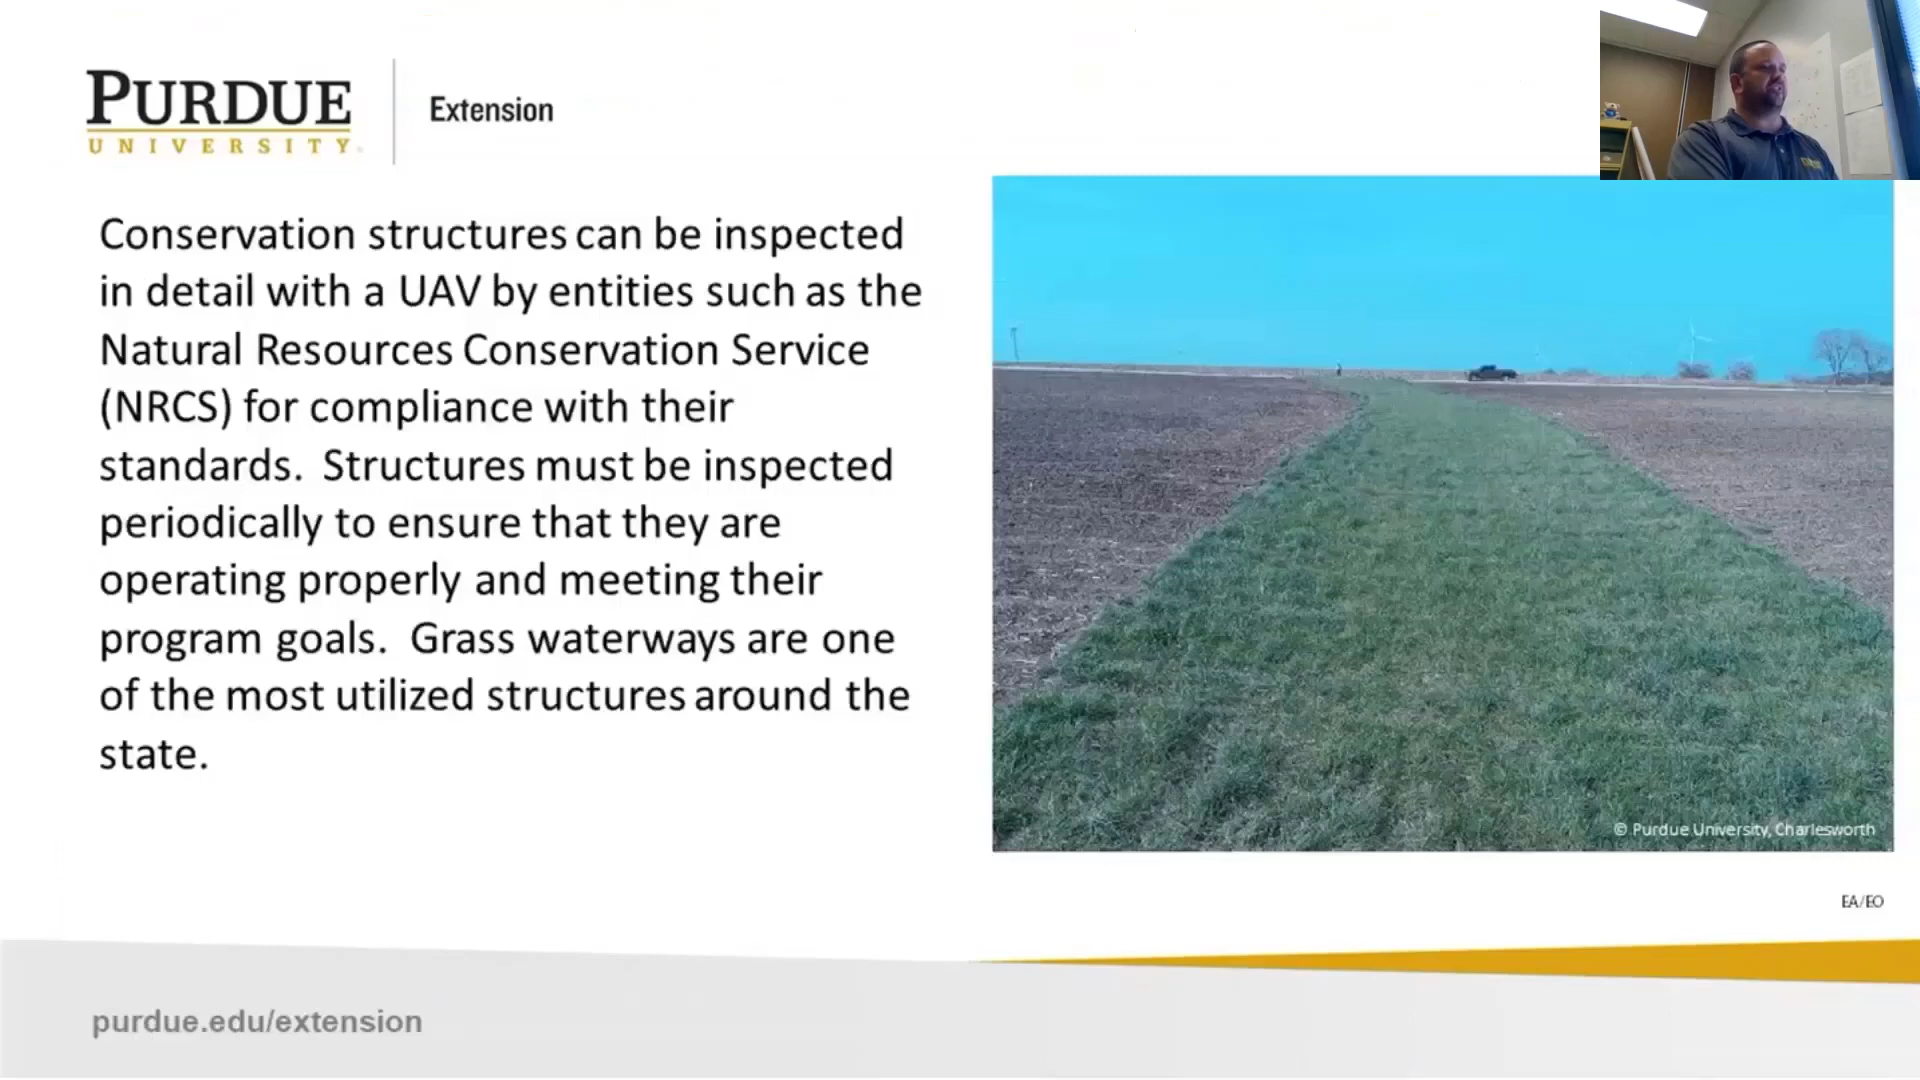 PURDUE
UNIVERSITY
Extension
Conservation structures can be inspected
in detail with a UAV by entities such as the
Natural Resources Conservation Service
(NRCS) for compliance with their
standards.  Structures must be inspected
periodically to ensure that they are
operating properly and meeting their
program goals.  Grass waterways are one
of the most utilized structures around the
state.
© Purdue University, Charlesworth
EA/EO
purdue.edu/extension